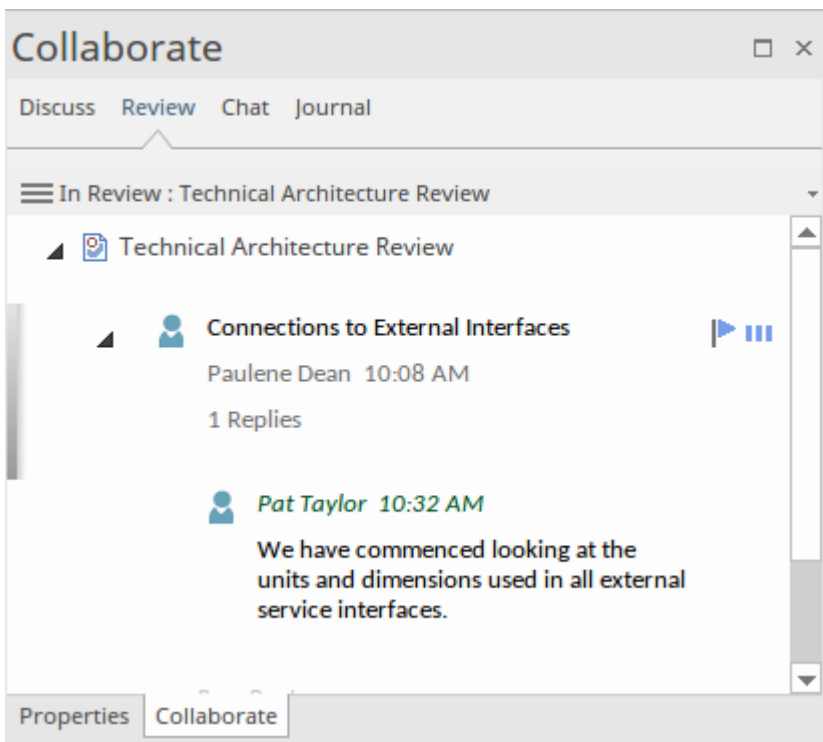 Collaborate
Discuss Review Chat Journal
In Review : Technical Architecture Review
Technical Architecture Review
Connections to External Interfaces
Paulene Dean 10:08 AM
1 Replies
Pat Taylor 10:32 AM
We have commenced looking at the
units and dimensions used in all external
service interfaces.
Properties Collaborate